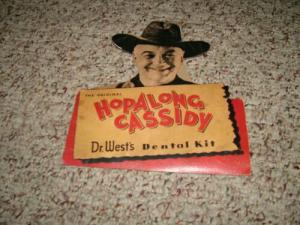 THE ORIGINAL
HOPALONG
CASSIDY
Dr. West's Dental Kit